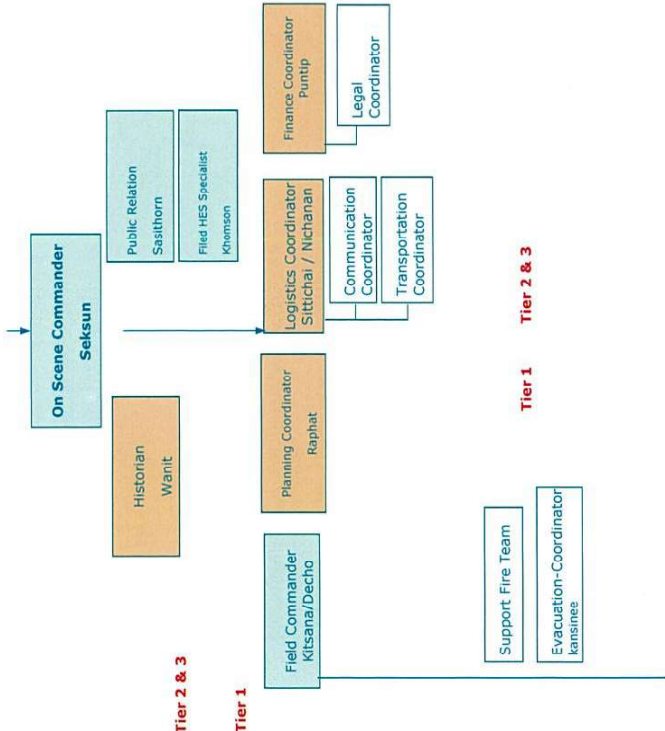 On Scene Commander
Seksun
Historian
Wanit
Public Relation
Sasithorn
Filed HES Specialist
Khomson
Tier 2 & 3
Tier 1
Field Commander
Kitsana/Decho
Planning Coordinator
Raphat
Logistics Coordinator
Sittichai / Nichanan
Communication
Coordinator
Transportation
Coordinator
Finance Coordinator
Puntip
Legal
Coordinator
Support Fire Team
Evacuation-Coordinator
kansinee
Tier 1
Tier 2 & 3